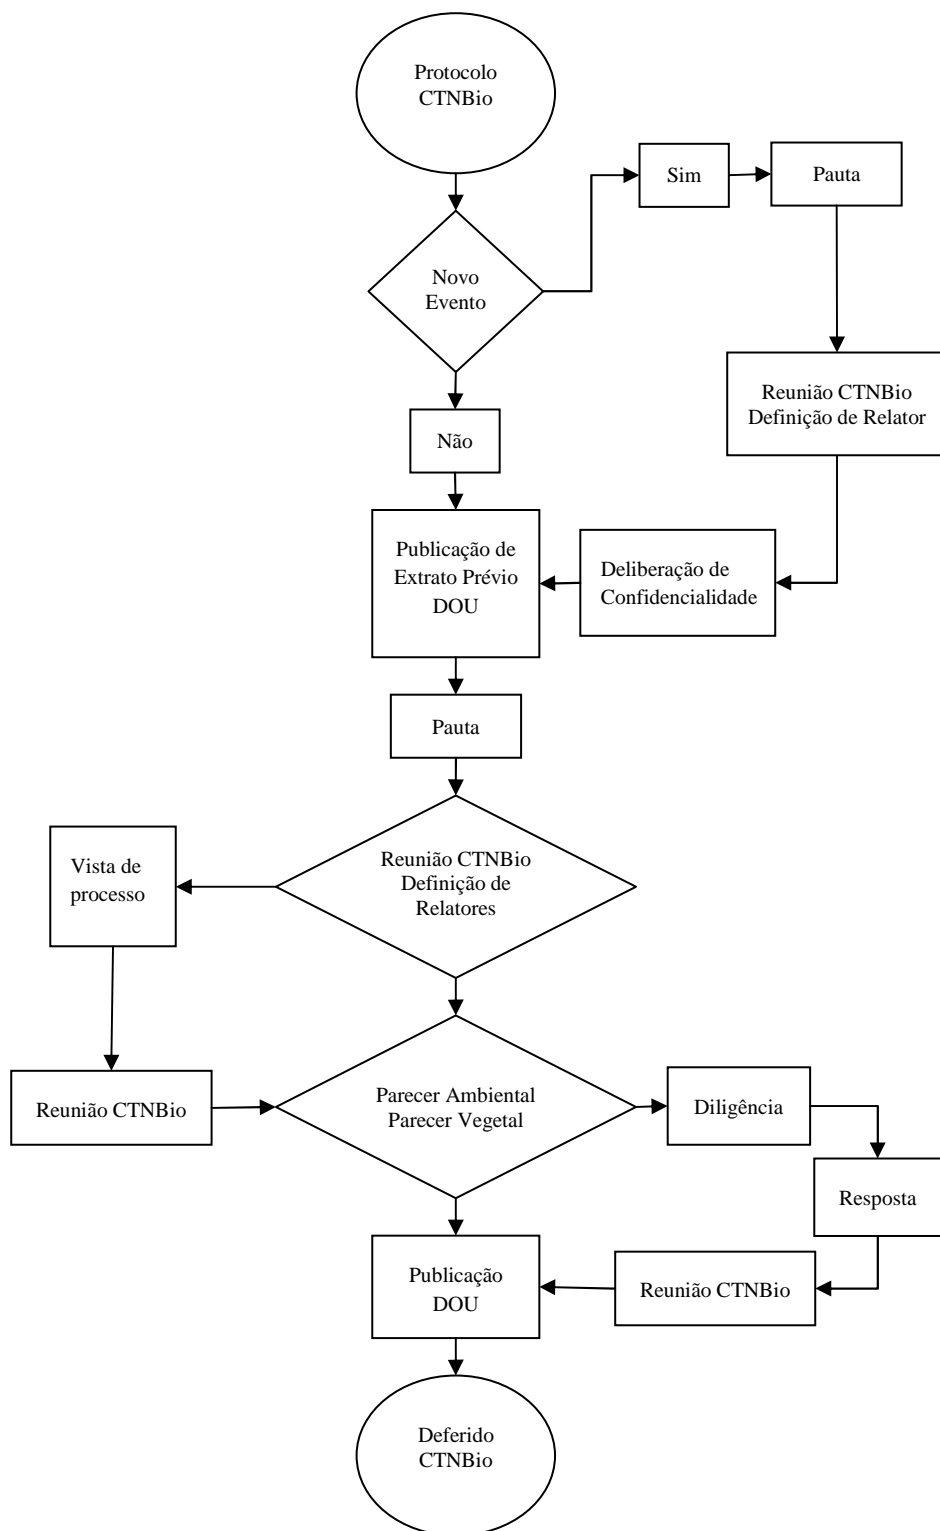 Protocolo
CTNBio
Sim
Pauta
Novo
Evento
Reunião CTNBio
Definição de Relator
Não
Publicação de
Extrato Prévio
DOU
Deliberação de
Confidencialidade
Pauta
Reunião CTNBio
Definição de
Relatores
Vista de
processo
Reunião CTNBio
Parecer Ambiental
Parecer Vegetal
Diligência
Resposta
Publicação
DOU
Reunião CTNBio
Deferido
CTNBio